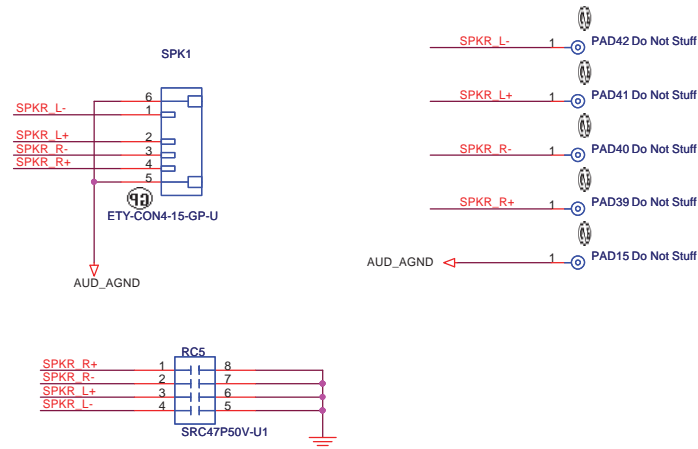 SPK1
6
SPKR_L- 1
SPKR_L+ 2
SPKR_R- 3
SPKR_R+ 4
5
ETY-CON4-15-GP-U
AUD_AGND
SPKR_L- 1 PAD42 Do Not Stuff
SPKR_L+ 1 PAD41 Do Not Stuff
SPKR_R- 1 PAD40 Do Not Stuff
SPKR_R+ 1 PAD39 Do Not Stuff
AUD_AGND 1 PAD15 Do Not Stuff
RC5
SPKR_R+ 1 8
SPKR_R- 2 7
SPKR_L+ 3 6
SPKR_L- 4 5
SRC47P50V-U1